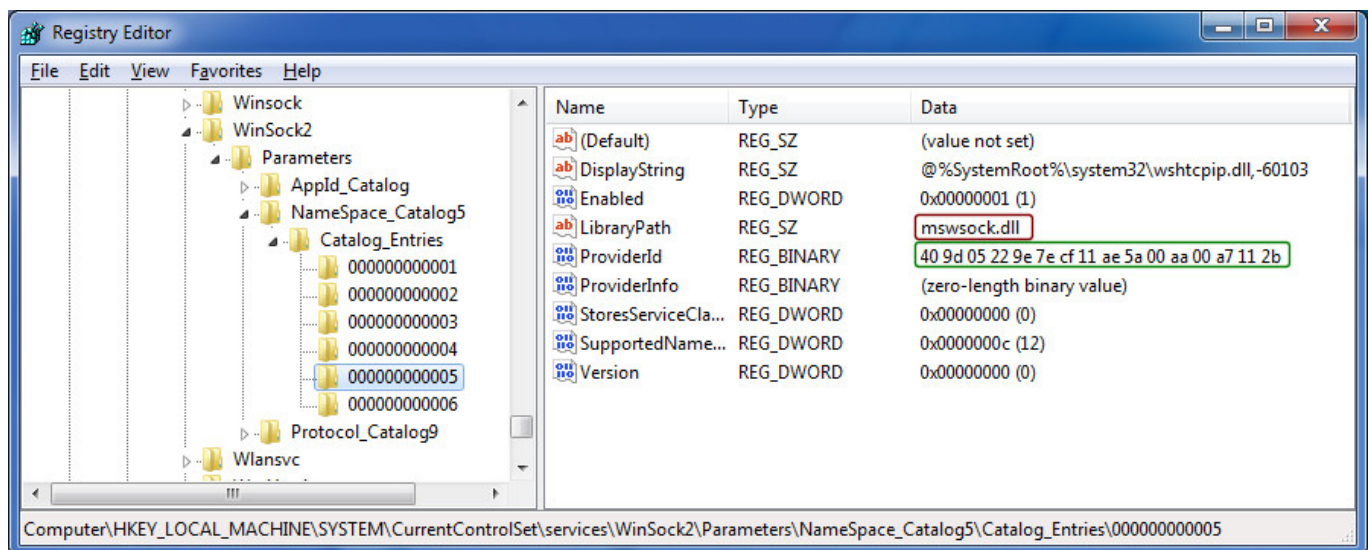 Registry Editor
File Edit View Favorites Help
Winsock
WinSock2
Parameters
AppId_Catalog
NameSpace_Catalog5
Catalog_Entries
000000000001
000000000002
000000000003
000000000004
000000000005
000000000006
Protocol_Catalog9
Wlansvc
Name Type Data
(Default) REG_SZ (value not set)
DisplayString REG_SZ @%SystemRoot%\system32\wshtcpip.dll,-60103
Enabled REG_DWORD 0x00000001 (1)
LibraryPath REG_SZ mswsock.dll
ProviderId REG_BINARY 40 9d 05 22 9e 7e cf 11 ae 5a 00 aa 00 a7 11 2b
ProviderInfo REG_BINARY (zero-length binary value)
StoresServiceCla... REG_DWORD 0x00000000 (0)
SupportedName... REG_DWORD 0x0000000c (12)
Version REG_DWORD 0x00000000 (0)
Computer\HKEY_LOCAL_MACHINE\SYSTEM\CurrentControlSet\services\WinSock2\Parameters\NameSpace_Catalog5\Catalog_Entries\000000000005